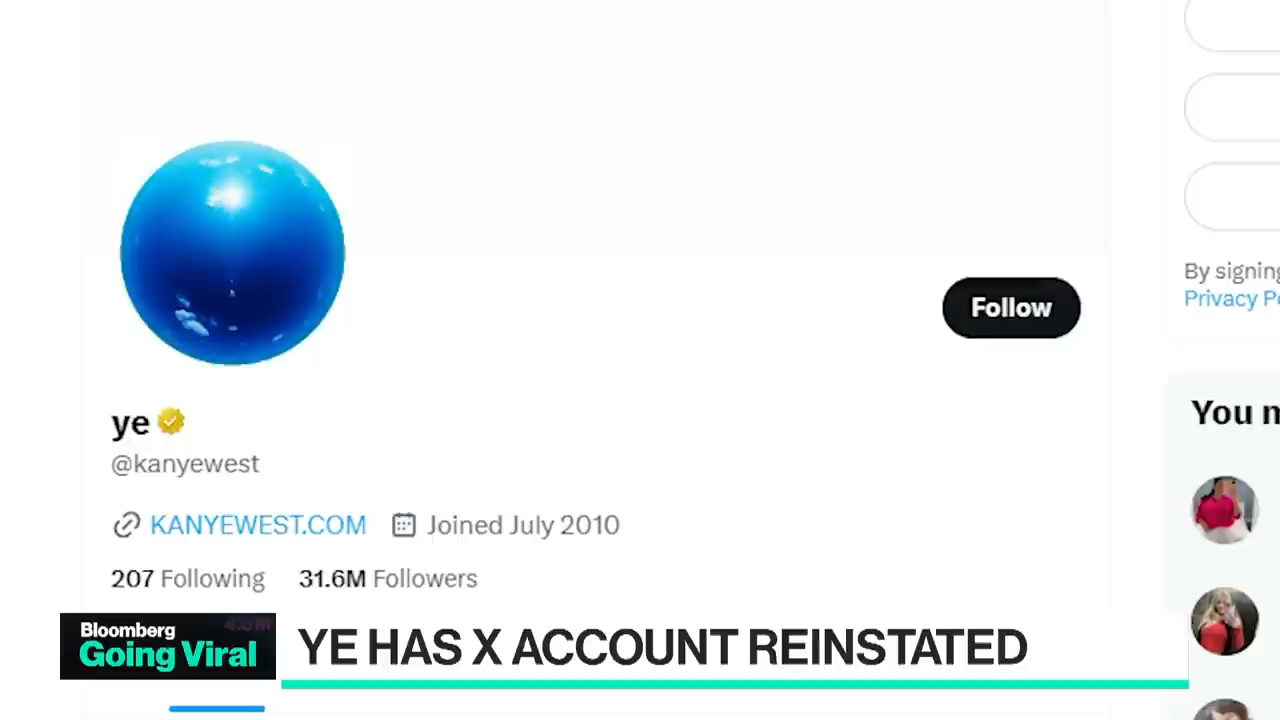 Follow
ye
@kanyewest
KANYEWEST.COM Joined July 2010
207 Following 31.6M Followers
By signing
Privacy Po
You m
Bloomberg
Going Viral
YE HAS X ACCOUNT REINSTATED